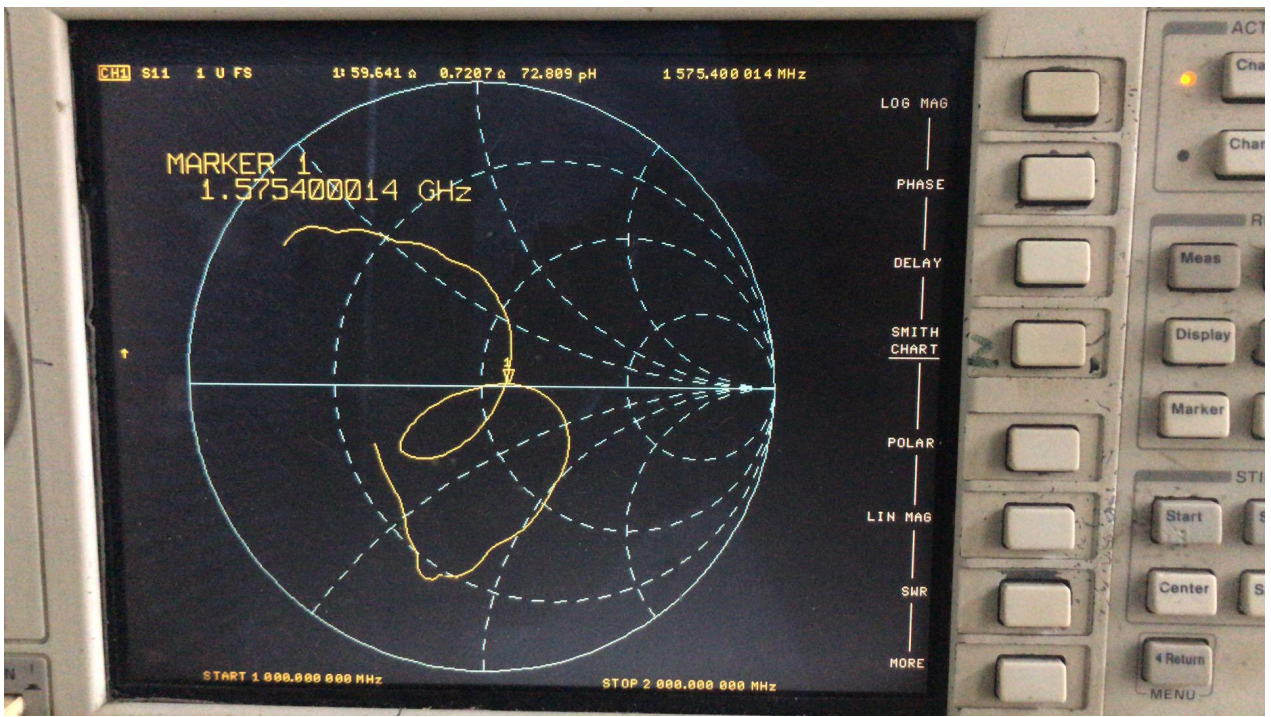 CH1 S11 1 U FS 1: 59.641 Ω 0.7207 Ω 72.809 pH 1 575.400 014 MHz
MARKER 1
1.575400014 GHz
1
LOG MAG
PHASE
DELAY
SMITH
CHART
POLAR
LIN MAG
SWR
MORE
START 1 000.000 000 MHz STOP 2 000.000 000 MHz
Meas
Display
Marker
Start
Center
Return
MENU